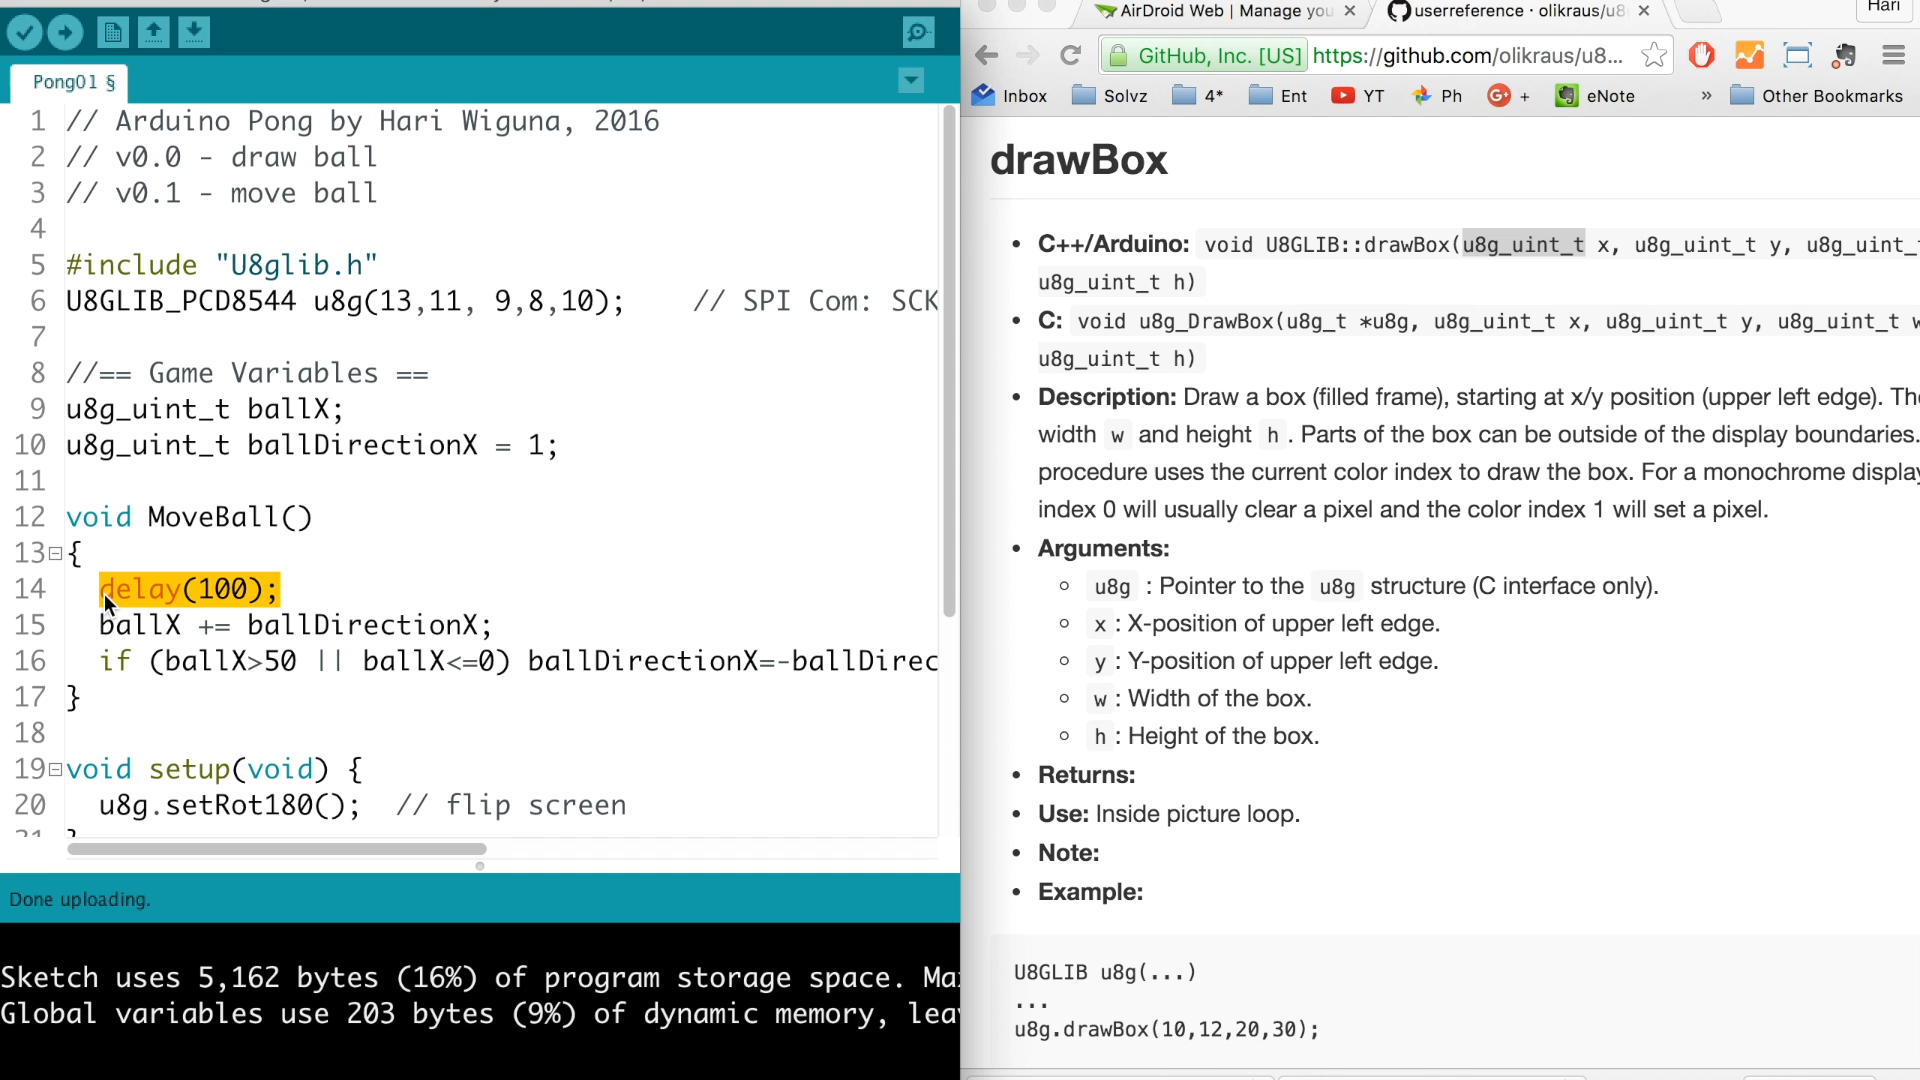 Pong01 §
1 // Arduino Pong by Hari Wiguna, 2016
2 // v0.0 - draw ball
3 // v0.1 - move ball
4
5 #include "U8glib.h"
6 U8GLIB_PCD8544 u8g(13,11, 9,8,10); // SPI Com: SCK
7
8 //== Game Variables ==
9 u8g_uint_t ballX;
10 u8g_uint_t ballDirectionX = 1;
11
12 void MoveBall()
13 {
14 delay(100);
15 ballX += ballDirectionX;
16 if (ballX>50 || ballX<=0) ballDirectionX=-ballDirec
17 }
18
19 void setup(void) {
20 u8g.setRot180(); // flip screen
Done uploading.
Sketch uses 5,162 bytes (16%) of program storage space. Ma
Global variables use 203 bytes (9%) of dynamic memory, lea
AirDroid Web | Manage you
userreference · olikraus/u8
Hari
GitHub, Inc. [US] https://github.com/olikraus/u8...
Inbox Solvz 4* Ent YT Ph + eNote » Other Bookmarks
drawBox
• C++/Arduino: void U8GLIB::drawBox(u8g_uint_t x, u8g_uint_t y, u8g_uint_
u8g_uint_t h)
• C: void u8g_DrawBox(u8g_t *u8g, u8g_uint_t x, u8g_uint_t y, u8g_uint_t w
u8g_uint_t h)
• Description: Draw a box (filled frame), starting at x/y position (upper left edge). The
width w and height h . Parts of the box can be outside of the display boundaries.
procedure uses the current color index to draw the box. For a monochrome display
index 0 will usually clear a pixel and the color index 1 will set a pixel.
• Arguments:
u8g : Pointer to the u8g structure (C interface only).
x : X-position of upper left edge.
y : Y-position of upper left edge.
w : Width of the box.
h : Height of the box.
• Returns:
• Use: Inside picture loop.
• Note:
• Example:
U8GLIB u8g(...)
...
u8g.drawBox(10,12,20,30);